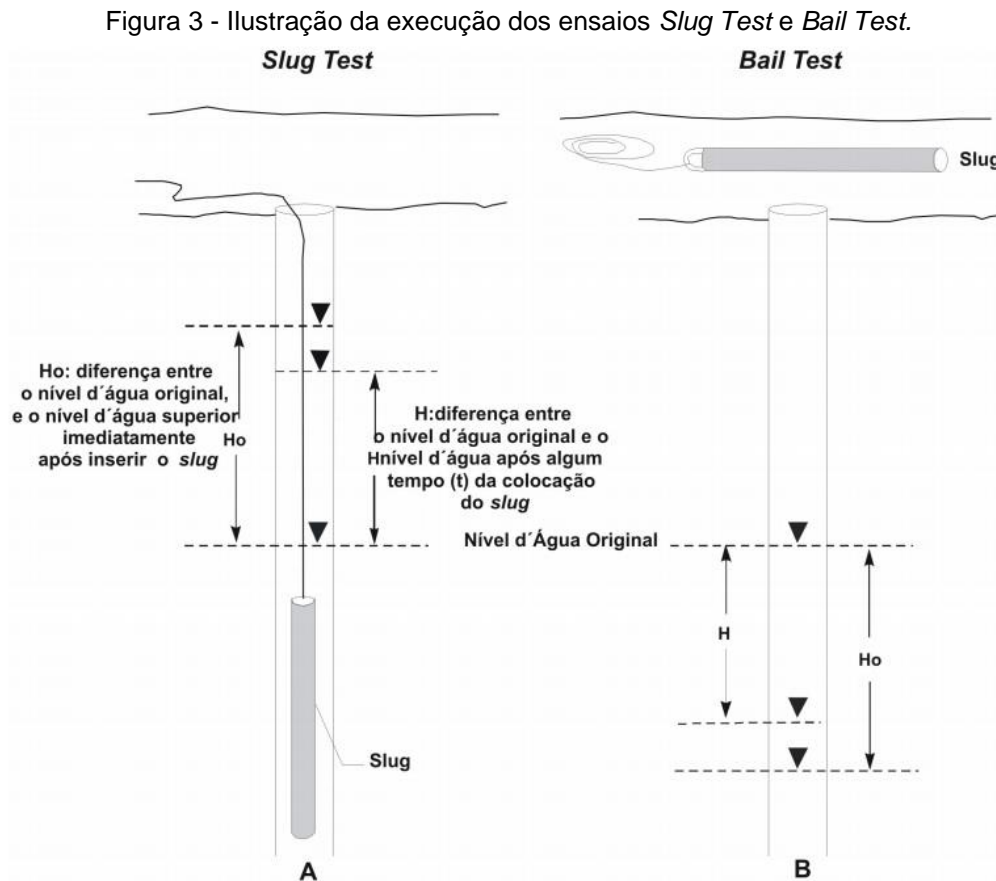 Figura 3 - Ilustração da execução dos ensaios Slug Test e Bail Test.
Slug Test
Bail Test
Slug
Ho: diferença entre
o nível d´água original,
e o nível d´água superior
imediatamente
após inserir o slug
Ho
H:diferença entre
o nível d´água original e o
H
nível d´água após algum
tempo (t) da colocação
do slug
Nível d´Água Original
H
Ho
Slug
A
B